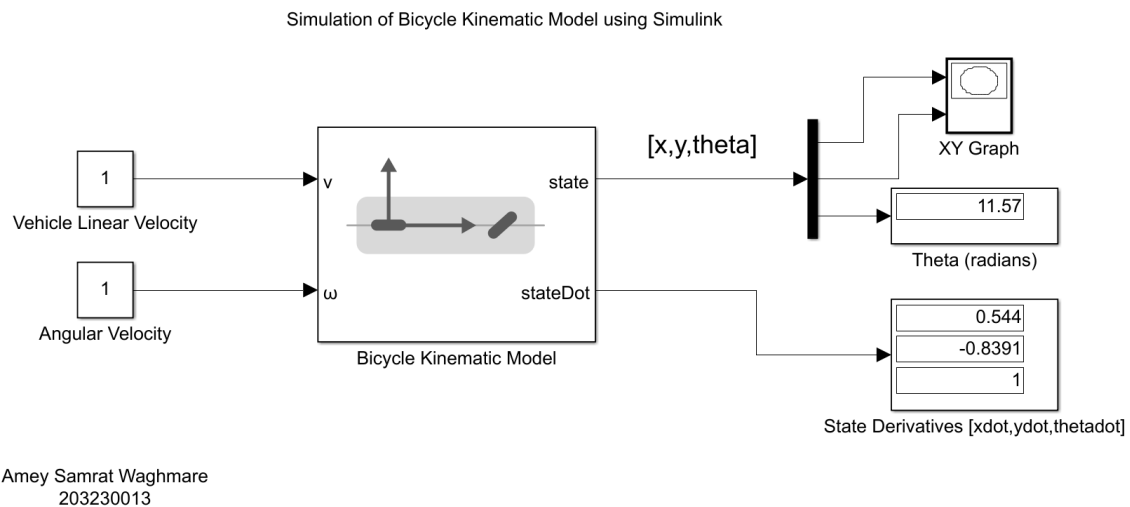 Simulation of Bicycle Kinematic Model using Simulink
1
Vehicle Linear Velocity
1
Angular Velocity
v
ω
state
stateDot
Bicycle Kinematic Model
[x,y,theta]
XY Graph
11.57
Theta (radians)
0.544
-0.8391
1
State Derivatives [xdot,ydot,thetadot]
Amey Samrat Waghmare
203230013